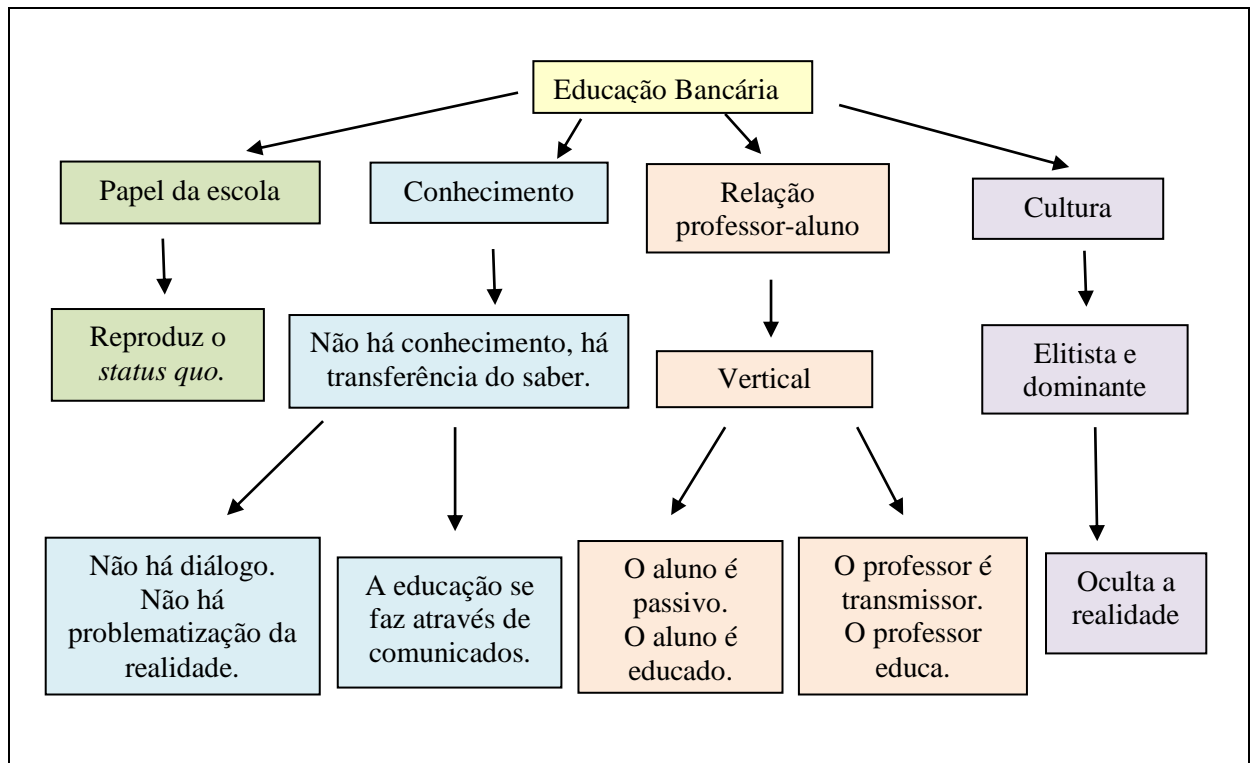 Educação Bancária
Papel da escola
Conhecimento
Relação
professor-aluno
Cultura
Reproduz o
status quo.
Não há conhecimento, há
transferência do saber.
Vertical
Elitista e
dominante
Não há diálogo.
Não há
problematização da
realidade.
A educação se
faz através de
comunicados.
O aluno é
passivo.
O aluno é
educado.
O professor é
transmissor.
O professor
educa.
Oculta a
realidade